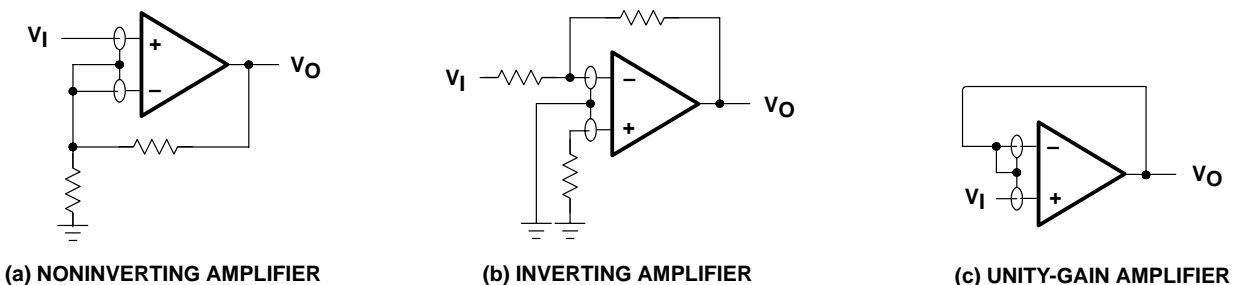 VI
+
−
VO
(a) NONINVERTING AMPLIFIER
VI
−
+
VO
(b) INVERTING AMPLIFIER
−
VI
+
VO
(c) UNITY-GAIN AMPLIFIER